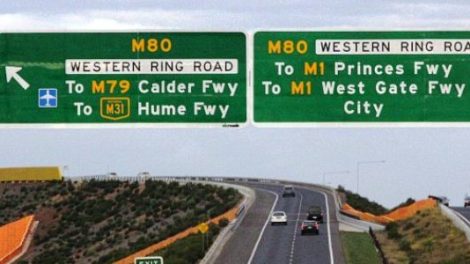 M80
WESTERN RING ROAD
To M79 Calder Fwy
To M31 Hume Fwy
M80 WESTERN RING ROAD
To M1 Princes Fwy
To M1 West Gate Fwy
City
EXIT